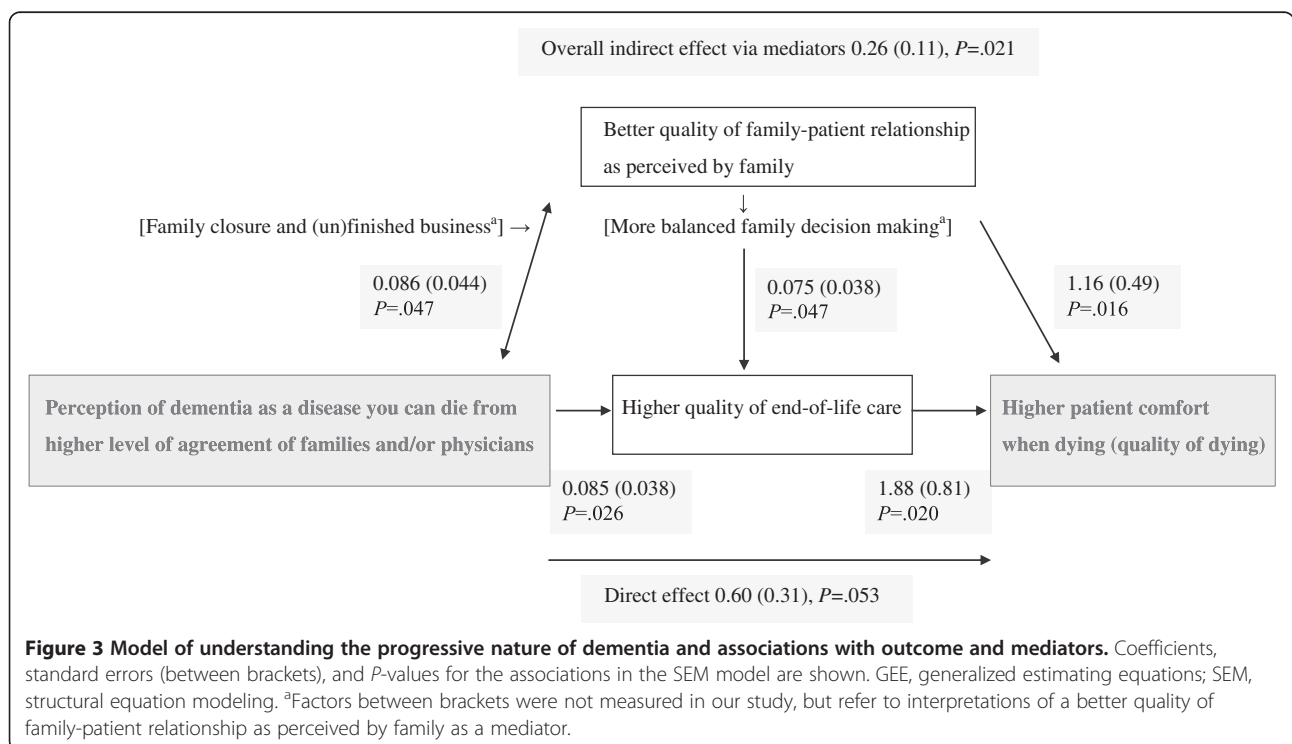 Overall indirect effect via mediators 0.26 (0.11), P=.021
Better quality of family-patient relationship
as perceived by family
↓
[Family closure and (un)finished businessᵃ] →
[More balanced family decision makingᵃ]
0.086 (0.044)
P=.047
0.075 (0.038)
P=.047
1.16 (0.49)
P=.016
Perception of dementia as a disease you can die from
higher level of agreement of families and/or physicians
Higher quality of end-of-life care
Higher patient comfort
when dying (quality of dying)
0.085 (0.038)
P=.026
1.88 (0.81)
P=.020
Direct effect 0.60 (0.31), P=.053
Figure 3 Model of understanding the progressive nature of dementia and associations with outcome and mediators. Coefficients,
standard errors (between brackets), and P-values for the associations in the SEM model are shown. GEE, generalized estimating equations; SEM,
structural equation modeling. ᵃFactors between brackets were not measured in our study, but refer to interpretations of a better quality of
family-patient relationship as perceived by family as a mediator.